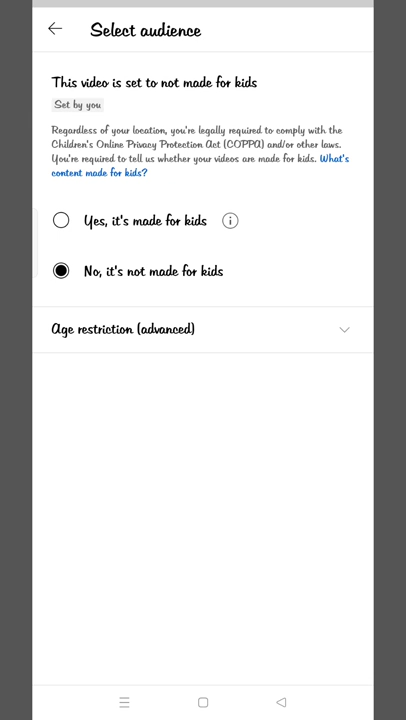 Select audience
This video is set to not made for kids
Set by you
Regardless of your location, you're legally required to comply with the
Children's Online Privacy Protection Act (COPPA) and/or other laws.
You're required to tell us whether your videos are made for kids. What's
content made for kids?
Yes, it's made for kids
No, it's not made for kids
Age restriction (advanced)